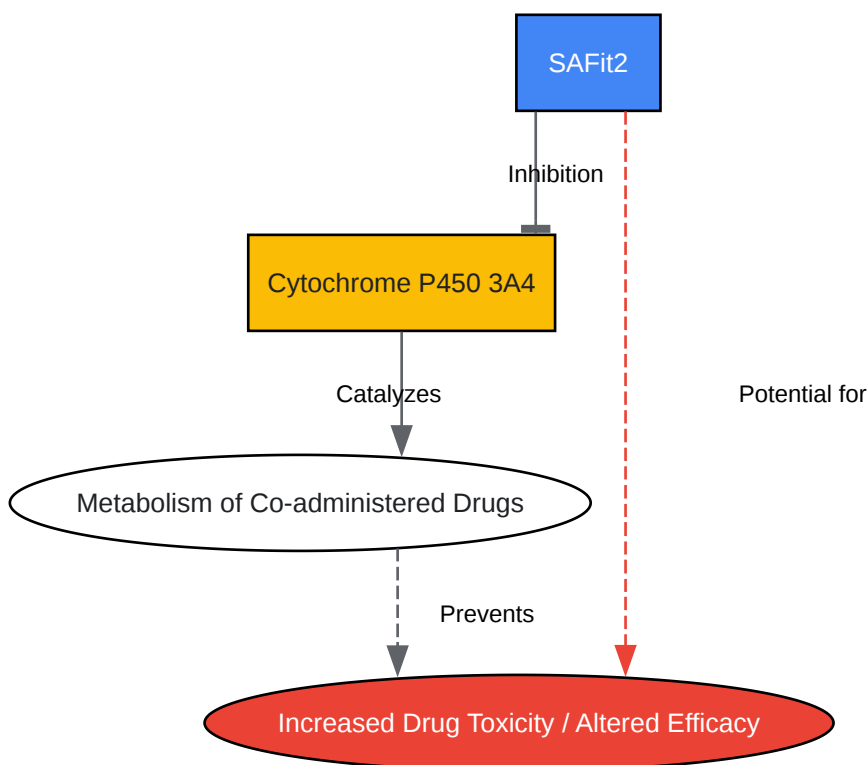 SAFit2
Inhibition
Cytochrome P450 3A4
Catalyzes
Potential for
Metabolism of Co-administered Drugs
Prevents
Increased Drug Toxicity / Altered Efficacy